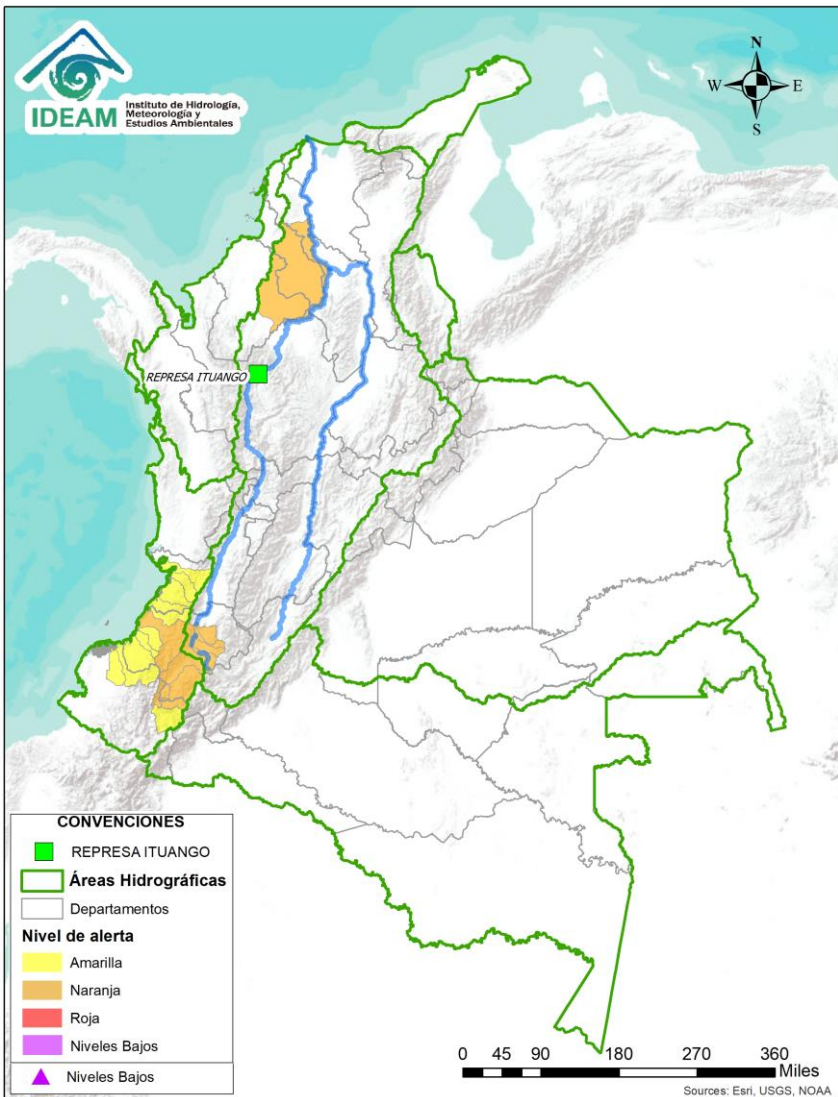 IDEAM
Instituto de Hidrología,
Meteorología y
Estudios Ambientales
N
W
E
S
REPRESA ITUANGO
CONVENCIONES
REPRESA ITUANGO
Áreas Hidrográficas
Departamentos
Nivel de alerta
Amarilla
Naranja
Roja
Niveles Bajos
Niveles Bajos
0 45 90 180 270 360
Miles
Sources: Esri, USGS, NOAA